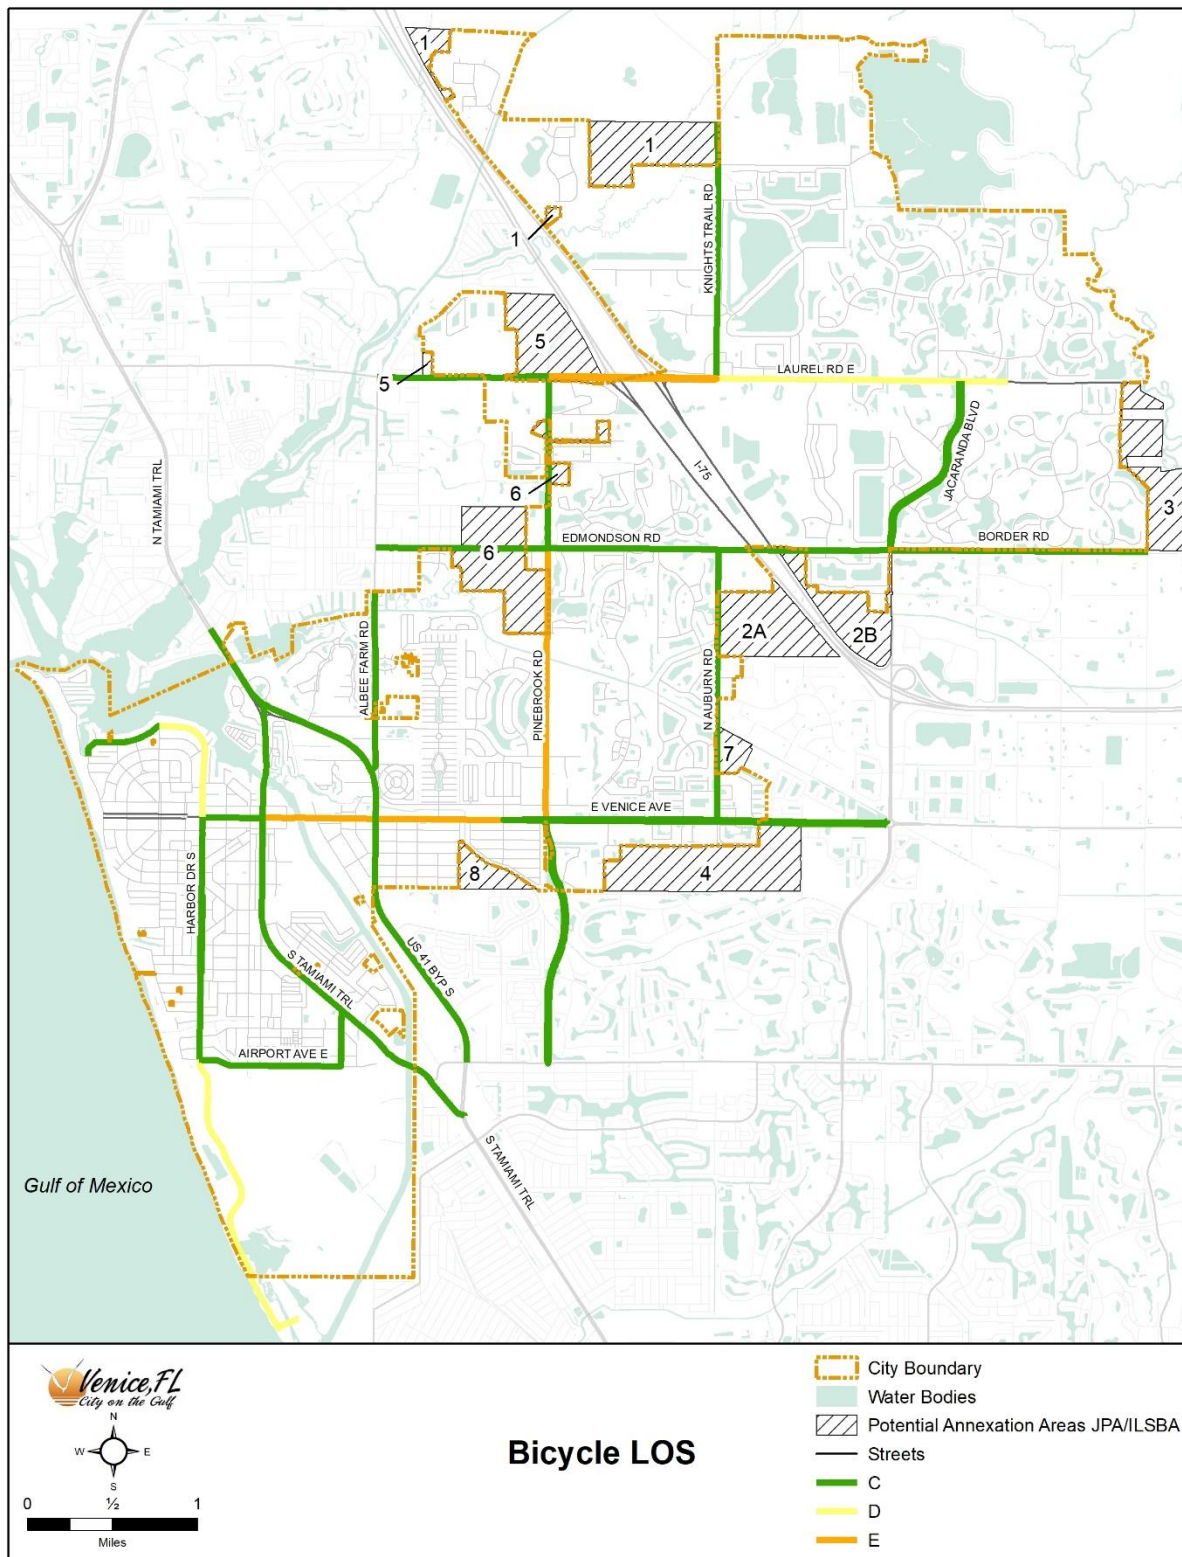 1
1
1
KNIGHTS TRAIL RD
5
5
LAUREL RD E
JACARANDA BLVD
I-75
N TAMIAMI TRL
6
3
EDMONDSON RD
BORDER RD
6
2A
2B
ALBEE FARM RD
PINEBROOK RD
N AUBURN RD
7
E VENICE AVE
HARBOR DR S
8
4
US 41 BYP S
S TAMIAMI TRL
AIRPORT AVE E
S TAMIAMI TRL
Gulf of Mexico
Venice, FL
City on the Gulf
N
W E
S
0 ½ 1
Miles
Bicycle LOS
City Boundary
Water Bodies
Potential Annexation Areas JPA/ILSBA
Streets
C
D
E